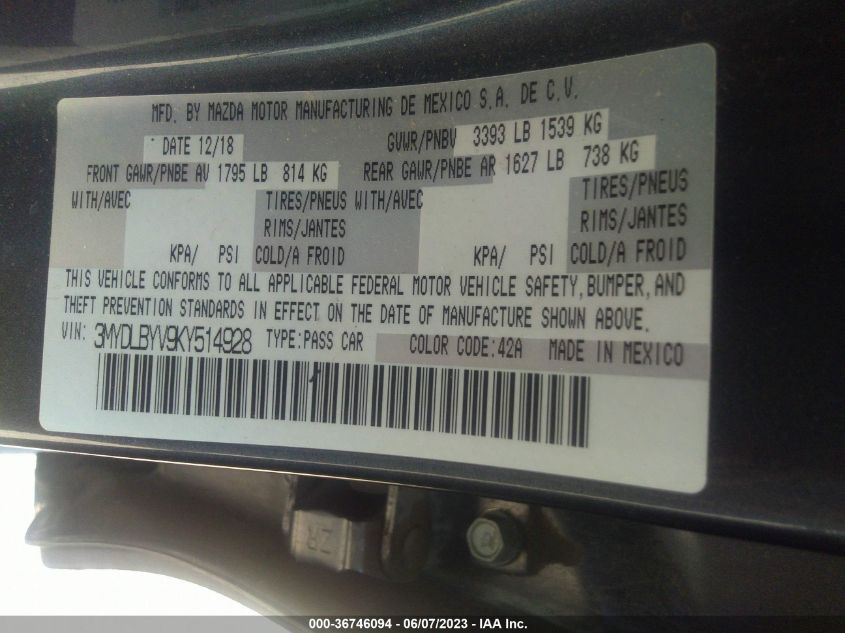 MFD. BY MAZDA MOTOR MANUFACTURING DE MEXICO S.A. DE C.V.
DATE 12/18 GVWR/PNBV 3393 LB 1539 KG
FRONT GAWR/PNBE AV 1795 LB 814 KG REAR GAWR/PNBE AR 1627 LB 738 KG
WITH/AVEC TIRES/PNEUS WITH/AVEC TIRES/PNEUS
RIMS/JANTES RIMS/JANTES
KPA/ PSI COLD/A FROID KPA/ PSI COLD/A FROID
THIS VEHICLE CONFORMS TO ALL APPLICABLE FEDERAL MOTOR VEHICLE SAFETY, BUMPER, AND
THEFT PREVENTION STANDARDS IN EFFECT ON THE DATE OF MANUFACTURE SHOWN ABOVE.
VIN: 3MYDLBYV9KY514928 TYPE:PASS CAR COLOR CODE:42A MADE IN MEXICO
ZR
000-36746094 - 06/07/2023 - IAA Inc.